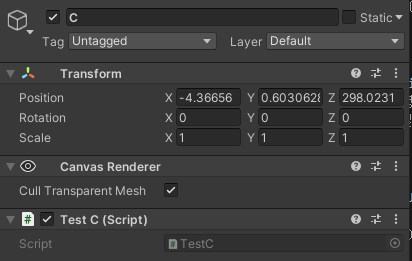 C Static
Tag Untagged Layer Default
Transform
Position X -4.36656 Y 0.6030628 Z 298.0231
Rotation X 0 Y 0 Z 0
Scale X 1 Y 1 Z 1
Canvas Renderer
Cull Transparent Mesh
# Test C (Script)
Script # TestC